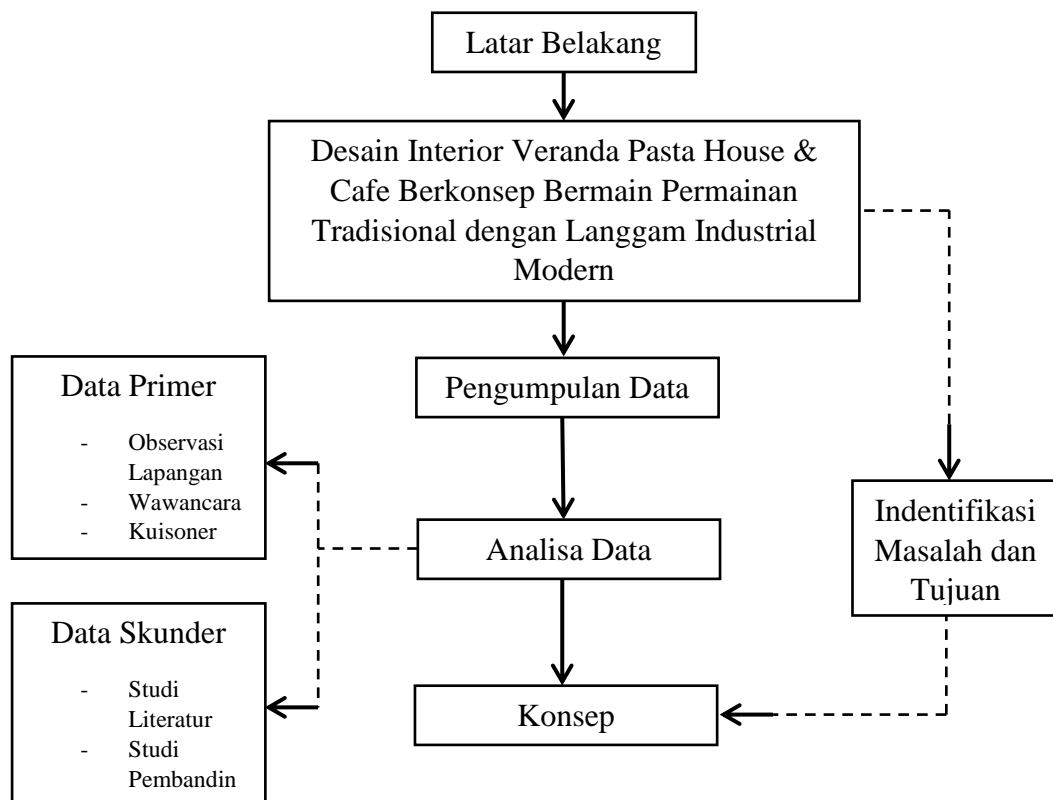 Latar Belakang
Desain Interior Veranda Pasta House &
Cafe Berkonsep Bermain Permainan
Tradisional dengan Langgam Industrial
Modern
Pengumpulan Data
Data Primer
- Observasi
Lapangan
- Wawancara
- Kuisoner
Analisa Data
Indentifikasi
Masalah dan
Tujuan
Data Skunder
- Studi
Literatur
- Studi
Pembandin
Konsep